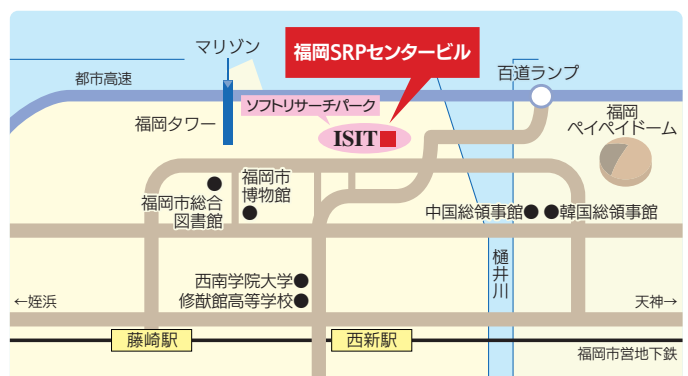 マリゾン
福岡SRPセンタービル
都市高速
百道ランプ
ソフトリサーチパーク
福岡タワー
ISIT
福岡
ペイペイドーム
福岡市
博物館
福岡市総合
図書館
中国総領事館
韓国総領事館
樋井川
西南学院大学
修猷館高等学校
←姪浜
天神→
藤崎駅
西新駅
福岡市営地下鉄